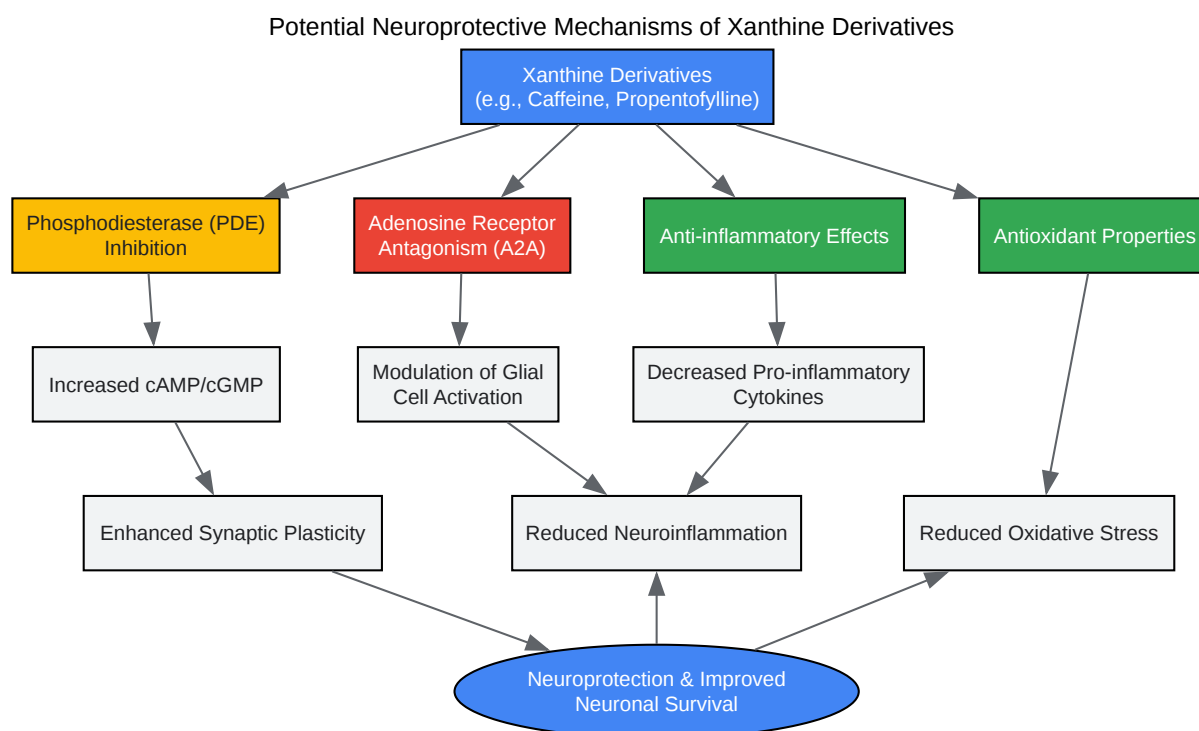 Potential Neuroprotective Mechanisms of Xanthine Derivatives
Xanthine Derivatives
(e.g., Caffeine, Propentofylline)
Phosphodiesterase (PDE)
Inhibition
Adenosine Receptor
Antagonism (A2A)
Anti-inflammatory Effects
Antioxidant Properties
Increased cAMP/cGMP
Modulation of Glial
Cell Activation
Decreased Pro-inflammatory
Cytokines
Enhanced Synaptic Plasticity
Reduced Neuroinflammation
Reduced Oxidative Stress
Neuroprotection & Improved
Neuronal Survival